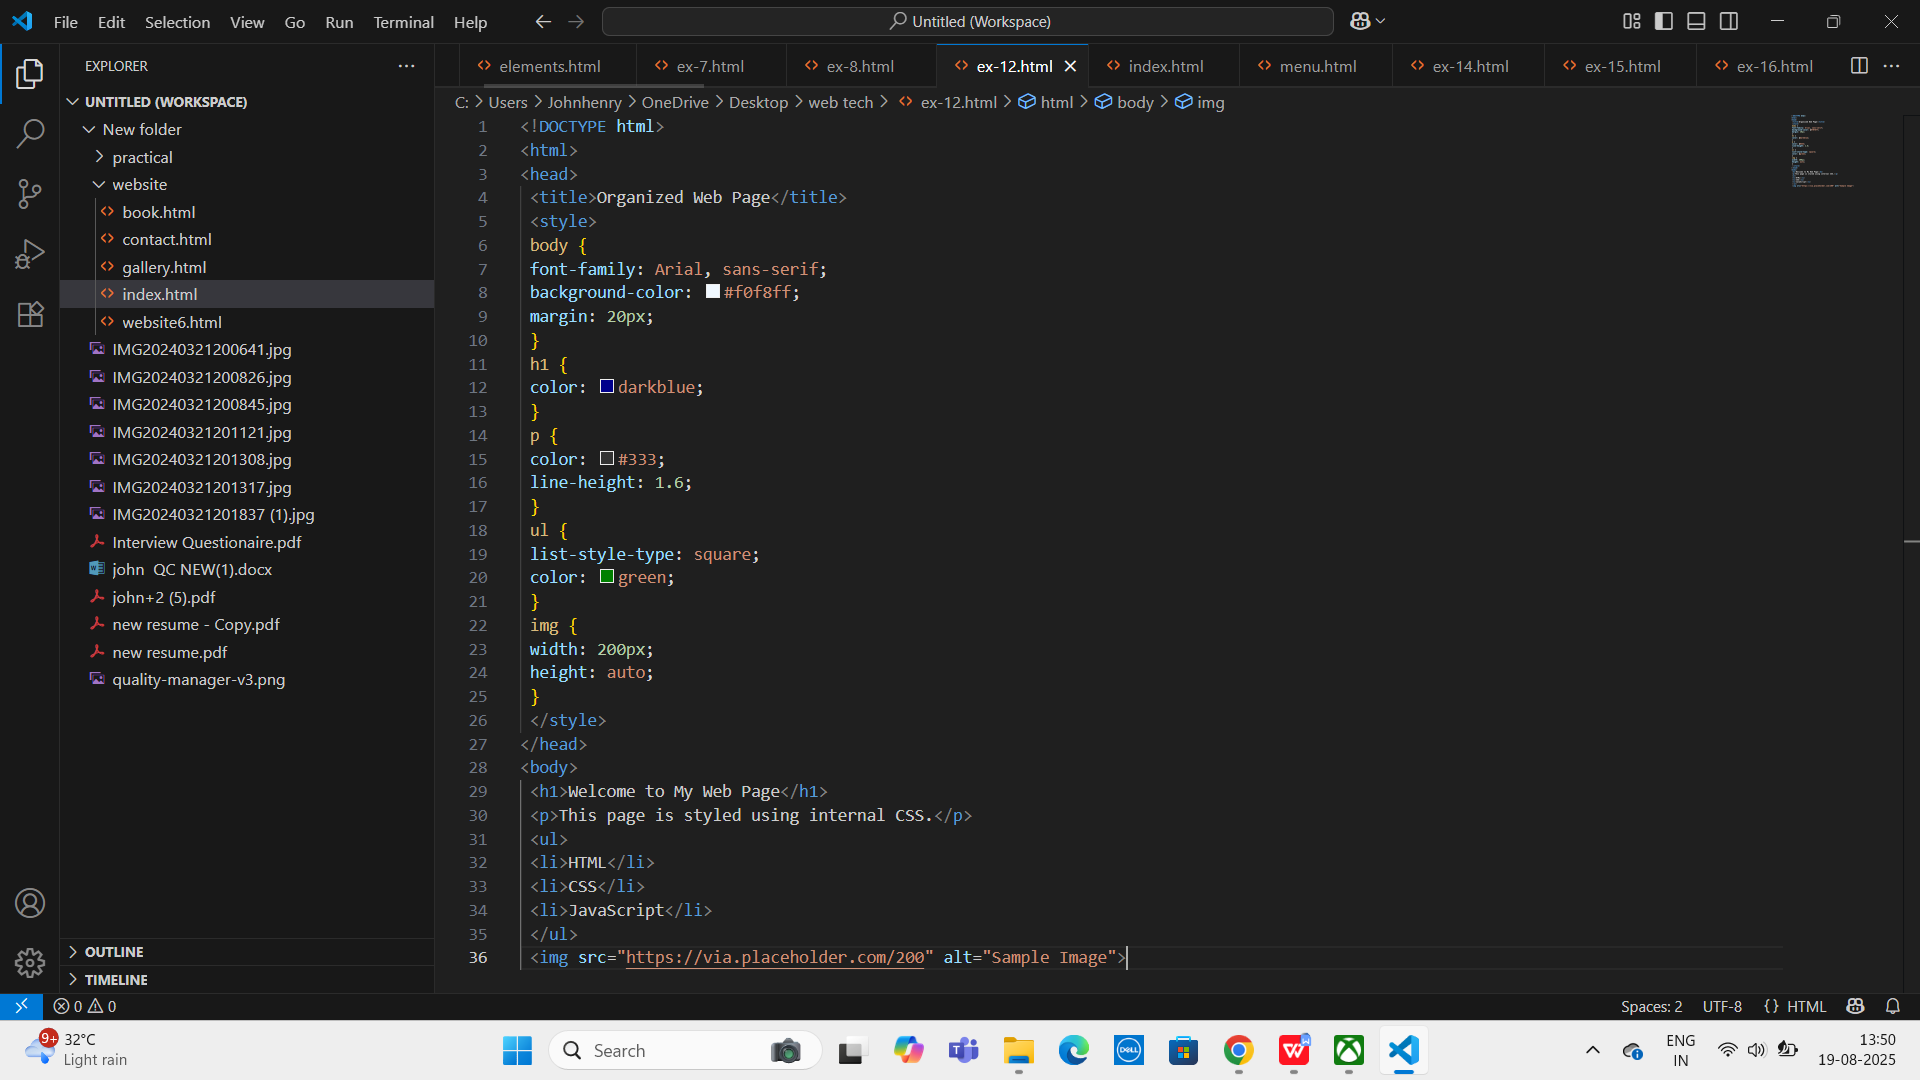 File Edit Selection View Go Run Terminal Help
Untitled (Workspace)
EXPLORER
UNTITLED (WORKSPACE)
New folder
practical
website
book.html
contact.html
gallery.html
index.html
website6.html
IMG20240321200641.jpg
IMG20240321200826.jpg
IMG20240321200845.jpg
IMG20240321201121.jpg
IMG20240321201308.jpg
IMG20240321201317.jpg
IMG20240321201837 (1).jpg
Interview Questionaire.pdf
john QC NEW(1).docx
john+2 (5).pdf
new resume - Copy.pdf
new resume.pdf
quality-manager-v3.png
OUTLINE
TIMELINE
elements.html ex-7.html ex-8.html ex-12.html index.html menu.html ex-14.html ex-15.html ex-16.html
C: > Users > Johnhenry > OneDrive > Desktop > web tech > ex-12.html > html > body > img
1 <!DOCTYPE html>
2 <html>
3 <head>
4 <title>Organized Web Page</title>
5 <style>
6 body {
7 font-family: Arial, sans-serif;
8 background-color: #f0f8ff;
9 margin: 20px;
10 }
11 h1 {
12 color: darkblue;
13 }
14 p {
15 color: #333;
16 line-height: 1.6;
17 }
18 ul {
19 list-style-type: square;
20 color: green;
21 }
22 img {
23 width: 200px;
24 height: auto;
25 }
26 </style>
27 </head>
28 <body>
29 <h1>Welcome to My Web Page</h1>
30 <p>This page is styled using internal CSS.</p>
31 <ul>
32 <li>HTML</li>
33 <li>CSS</li>
34 <li>JavaScript</li>
35 </ul>
36 <img src="https://via.placeholder.com/200" alt="Sample Image">
0 0
Spaces: 2 UTF-8 {} HTML
9+ 32°C
Light rain
Search
DELL
W
ENG
IN
13:50
19-08-2025